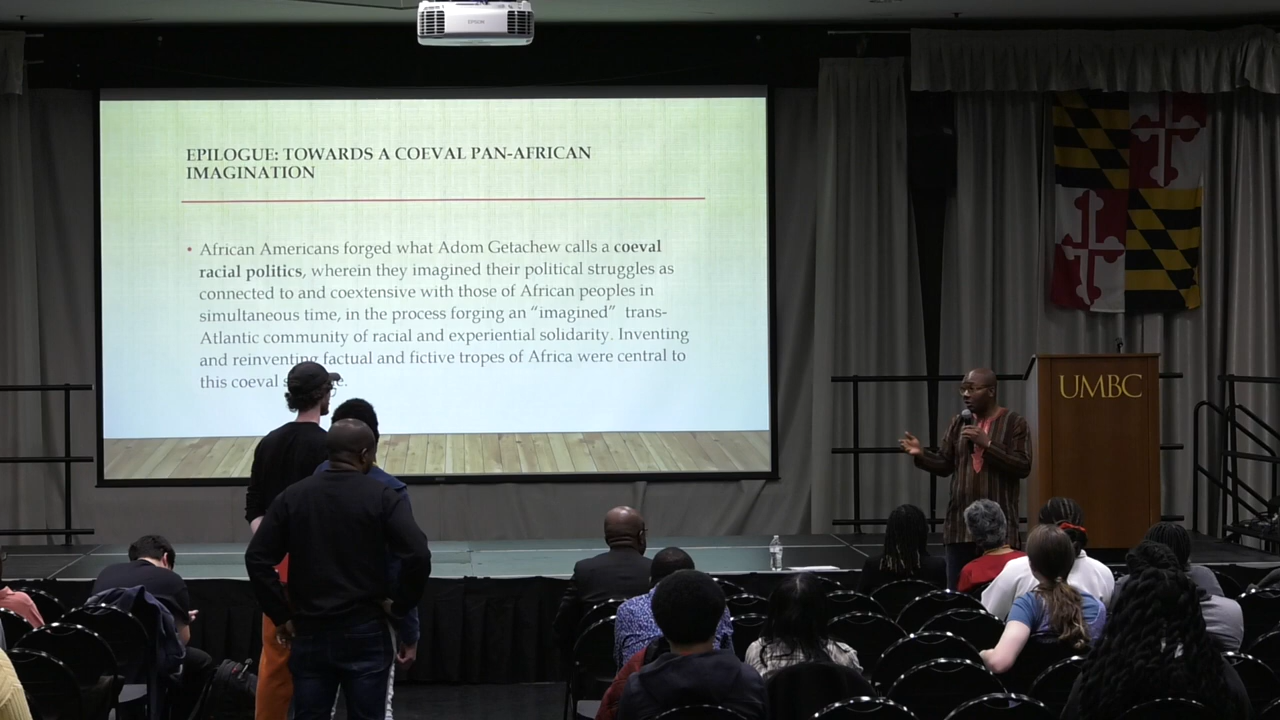 EPSON
EPILOGUE: TOWARDS A COEVAL PAN-AFRICAN
IMAGINATION
• African Americans forged what Adom Getachew calls a coeval
racial politics, wherein they imagined their political struggles as
connected to and coextensive with those of African peoples in
simultaneous time, in the process forging an “imagined” trans-
Atlantic community of racial and experiential solidarity. Inventing
and reinventing factual and fictive tropes of Africa were central to
this coeval
UMBC